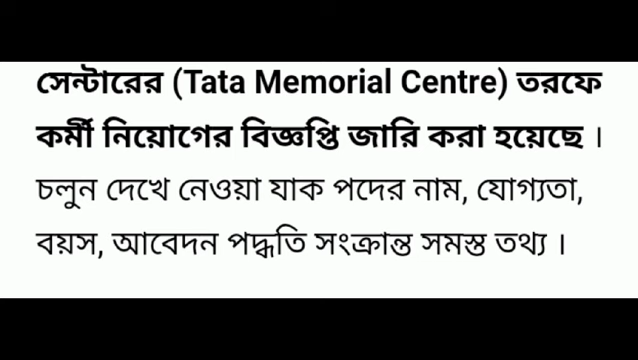 সেন্টারের (Tata Memorial Centre) তরফে
কর্মী নিয়োগের বিজ্ঞপ্তি জারি করা হয়েছে ।
চলুন দেখে নেওয়া যাক পদের নাম, যোগ্যতা,
বয়স, আবেদন পদ্ধতি সংক্রান্ত সমস্ত তথ্য ।